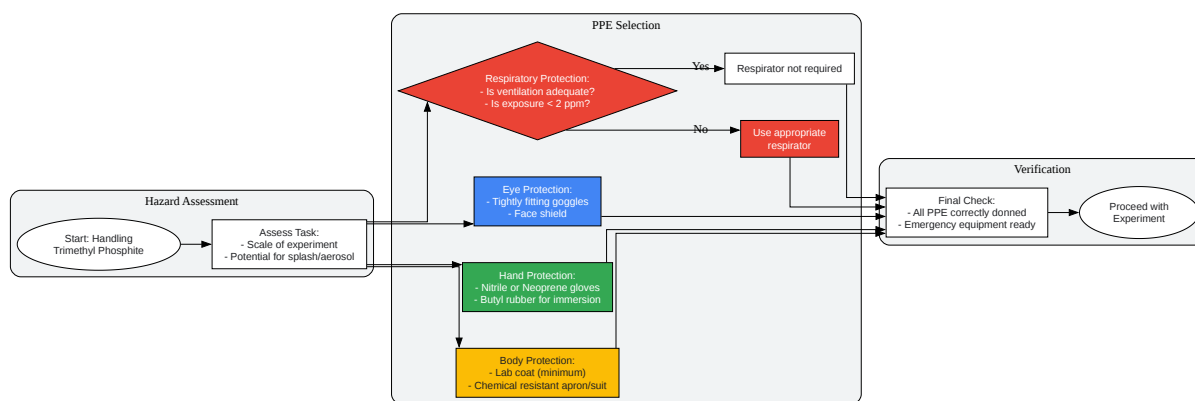 PPE Selection
Respiratory Protection:
- Is ventilation adequate?
- Is exposure < 2 ppm?
Yes
Respirator not required
No
Use appropriate
respirator
Hazard Assessment
Start: Handling
Trimethyl Phosphite
Assess Task:
- Scale of experiment
- Potential for splash/aerosol
Eye Protection:
- Tightly fitting goggles
- Face shield
Hand Protection:
- Nitrile or Neoprene gloves
- Butyl rubber for immersion
Body Protection:
- Lab coat (minimum)
- Chemical resistant apron/suit
Verification
Final Check:
- All PPE correctly donned
- Emergency equipment ready
Proceed with
Experiment